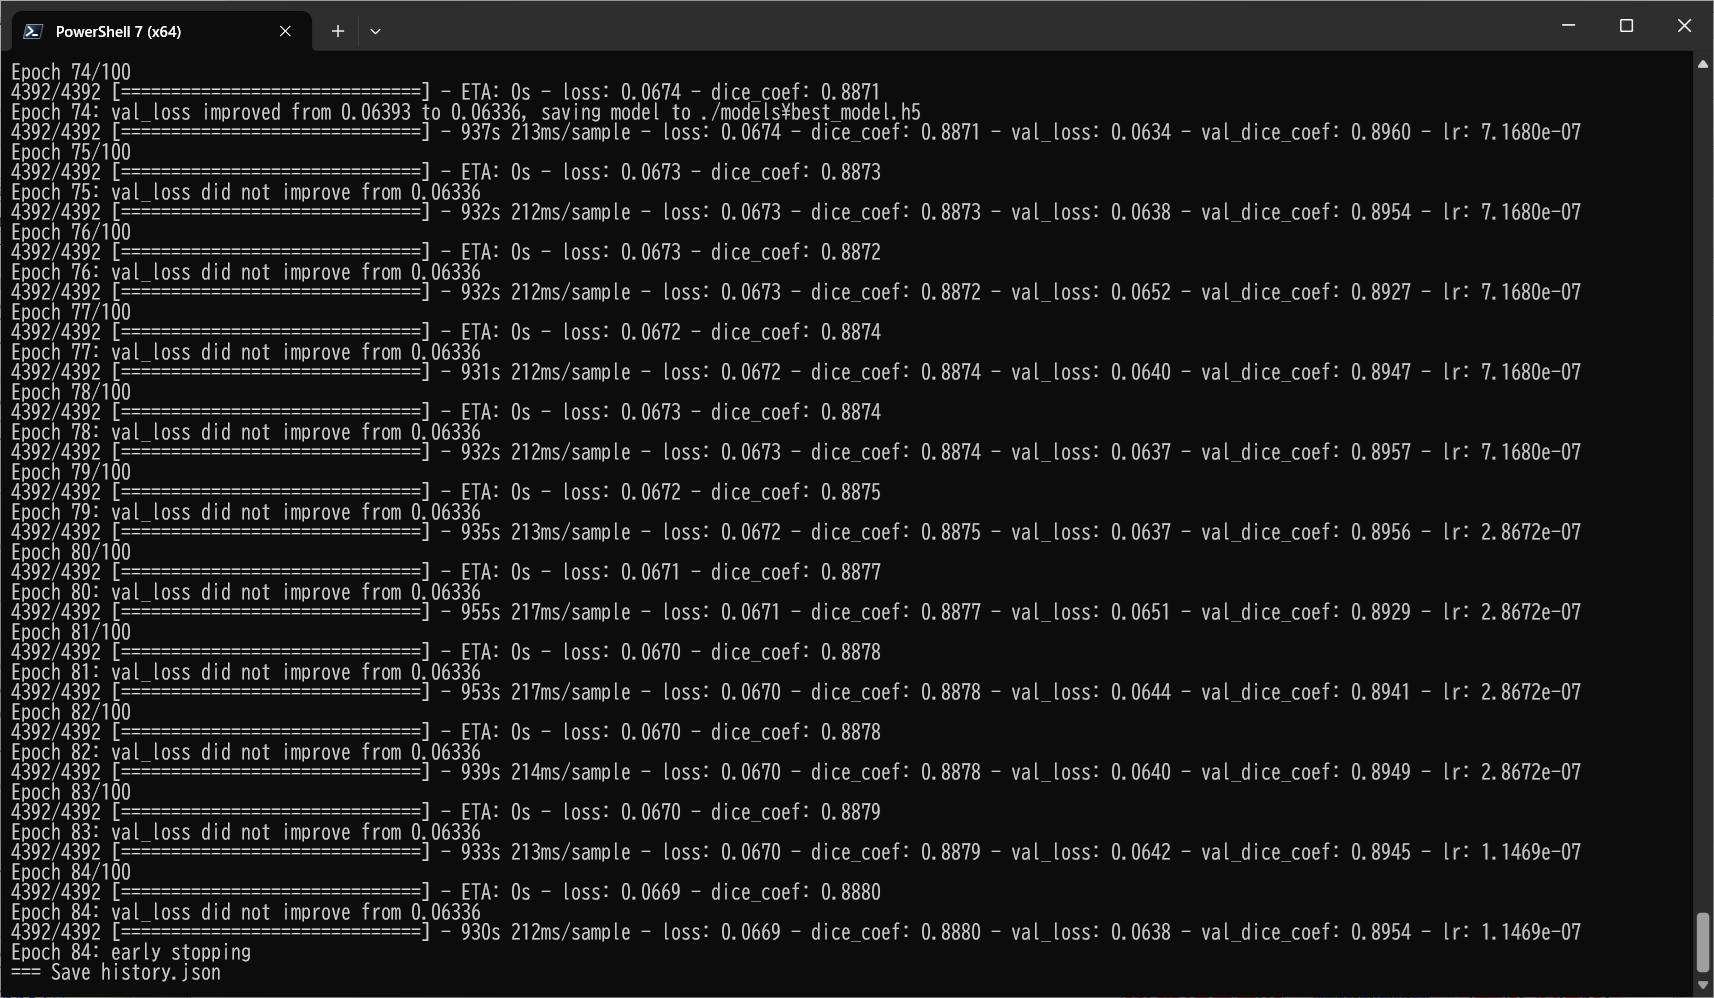 PowerShell 7 (x64)
Epoch 74/100
4392/4392 [==============================] - ETA: 0s - loss: 0.0674 - dice_coef: 0.8871
Epoch 74: val_loss improved from 0.06393 to 0.06336, saving model to ./models¥best_model.h5
4392/4392 [==============================] - 937s 213ms/sample - loss: 0.0674 - dice_coef: 0.8871 - val_loss: 0.0634 - val_dice_coef: 0.8960 - lr: 7.1680e-07
Epoch 75/100
4392/4392 [==============================] - ETA: 0s - loss: 0.0673 - dice_coef: 0.8873
Epoch 75: val_loss did not improve from 0.06336
4392/4392 [==============================] - 932s 212ms/sample - loss: 0.0673 - dice_coef: 0.8873 - val_loss: 0.0638 - val_dice_coef: 0.8954 - lr: 7.1680e-07
Epoch 76/100
4392/4392 [==============================] - ETA: 0s - loss: 0.0673 - dice_coef: 0.8872
Epoch 76: val_loss did not improve from 0.06336
4392/4392 [==============================] - 932s 212ms/sample - loss: 0.0673 - dice_coef: 0.8872 - val_loss: 0.0652 - val_dice_coef: 0.8927 - lr: 7.1680e-07
Epoch 77/100
4392/4392 [==============================] - ETA: 0s - loss: 0.0672 - dice_coef: 0.8874
Epoch 77: val_loss did not improve from 0.06336
4392/4392 [==============================] - 931s 212ms/sample - loss: 0.0672 - dice_coef: 0.8874 - val_loss: 0.0640 - val_dice_coef: 0.8947 - lr: 7.1680e-07
Epoch 78/100
4392/4392 [==============================] - ETA: 0s - loss: 0.0673 - dice_coef: 0.8874
Epoch 78: val_loss did not improve from 0.06336
4392/4392 [==============================] - 932s 212ms/sample - loss: 0.0673 - dice_coef: 0.8874 - val_loss: 0.0637 - val_dice_coef: 0.8957 - lr: 7.1680e-07
Epoch 79/100
4392/4392 [==============================] - ETA: 0s - loss: 0.0672 - dice_coef: 0.8875
Epoch 79: val_loss did not improve from 0.06336
4392/4392 [==============================] - 935s 213ms/sample - loss: 0.0672 - dice_coef: 0.8875 - val_loss: 0.0637 - val_dice_coef: 0.8956 - lr: 2.8672e-07
Epoch 80/100
4392/4392 [==============================] - ETA: 0s - loss: 0.0671 - dice_coef: 0.8877
Epoch 80: val_loss did not improve from 0.06336
4392/4392 [==============================] - 955s 217ms/sample - loss: 0.0671 - dice_coef: 0.8877 - val_loss: 0.0651 - val_dice_coef: 0.8929 - lr: 2.8672e-07
Epoch 81/100
4392/4392 [==============================] - ETA: 0s - loss: 0.0670 - dice_coef: 0.8878
Epoch 81: val_loss did not improve from 0.06336
4392/4392 [==============================] - 953s 217ms/sample - loss: 0.0670 - dice_coef: 0.8878 - val_loss: 0.0644 - val_dice_coef: 0.8941 - lr: 2.8672e-07
Epoch 82/100
4392/4392 [==============================] - ETA: 0s - loss: 0.0670 - dice_coef: 0.8878
Epoch 82: val_loss did not improve from 0.06336
4392/4392 [==============================] - 939s 214ms/sample - loss: 0.0670 - dice_coef: 0.8878 - val_loss: 0.0640 - val_dice_coef: 0.8949 - lr: 2.8672e-07
Epoch 83/100
4392/4392 [==============================] - ETA: 0s - loss: 0.0670 - dice_coef: 0.8879
Epoch 83: val_loss did not improve from 0.06336
4392/4392 [==============================] - 933s 213ms/sample - loss: 0.0670 - dice_coef: 0.8879 - val_loss: 0.0642 - val_dice_coef: 0.8945 - lr: 1.1469e-07
Epoch 84/100
4392/4392 [==============================] - ETA: 0s - loss: 0.0669 - dice_coef: 0.8880
Epoch 84: val_loss did not improve from 0.06336
4392/4392 [==============================] - 930s 212ms/sample - loss: 0.0669 - dice_coef: 0.8880 - val_loss: 0.0638 - val_dice_coef: 0.8954 - lr: 1.1469e-07
Epoch 84: early stopping
=== Save history.json